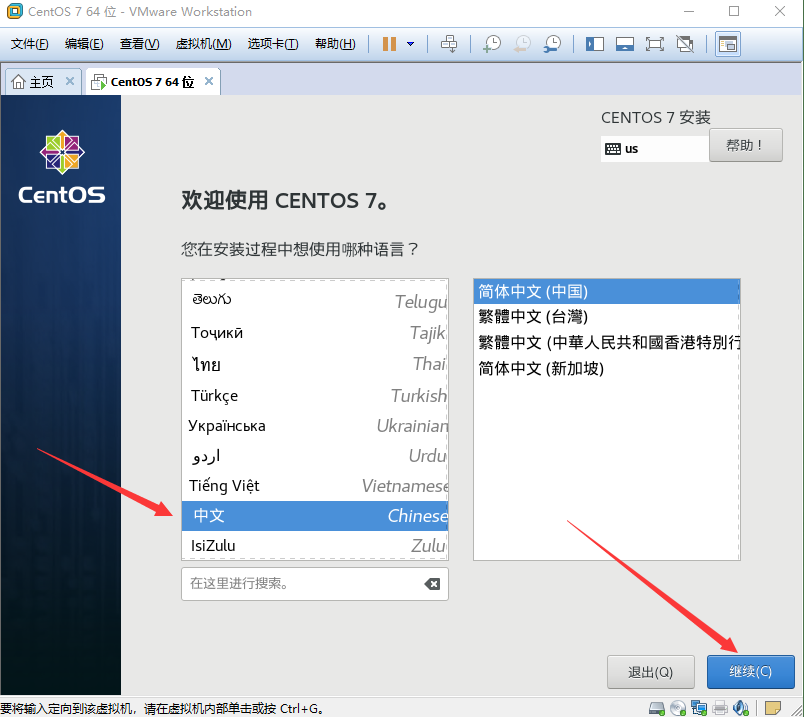 CentOS 7 64 位 - VMware Workstation
文件(F) 编辑(E) 查看(V) 虚拟机(M) 选项卡(T) 帮助(H)
主页 CentOS 7 64 位
CENTOS 7 安装
us 帮助！
CentOS
欢迎使用 CENTOS 7。
您在安装过程中想使用哪种语言？
తెలుగు Telugu
Тоҷикӣ Tajik
ไทย Thai
Türkçe Turkish
Українська Ukrainian
اردو Urdu
Tiếng Việt Vietnamese
中文 Chinese
IsiZulu Zulu
简体中文 (中国)
繁體中文 (台灣)
繁體中文 (中華人民共和國香港特別行
简体中文 (新加坡)
在这里进行搜索。
退出(Q) 继续(C)
要将输入定向到该虚拟机，请在虚拟机内部单击或按 Ctrl+G。